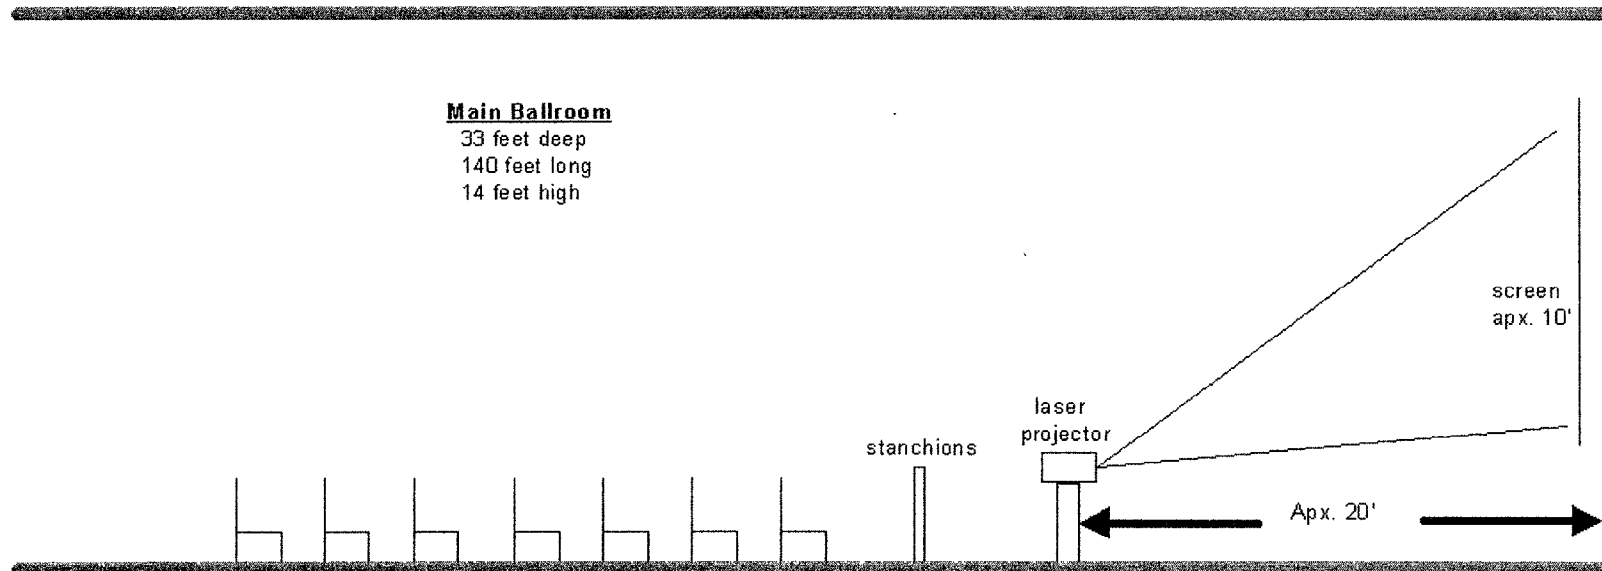 Main Ballroom
33 feet deep
140 feet long
14 feet high
screen
apx. 10'
laser
projector
stanchions
Apx. 20'